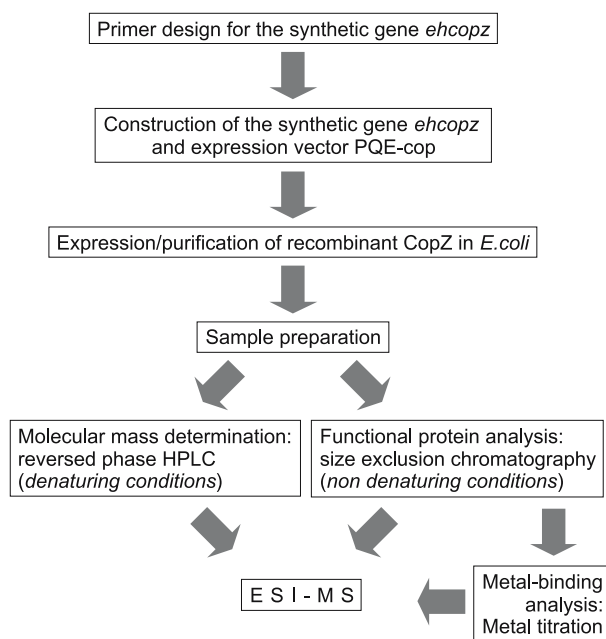 Primer design for the synthetic gene ehcopz
Construction of the synthetic gene ehcopz
and expression vector PQE-cop
Expression/purification of recombinant CopZ in E.coli
Sample preparation
Molecular mass determination:
reversed phase HPLC
(denaturing conditions)
Functional protein analysis:
size exclusion chromatography
(non denaturing conditions)
E S I - M S
Metal-binding
analysis:
Metal titration